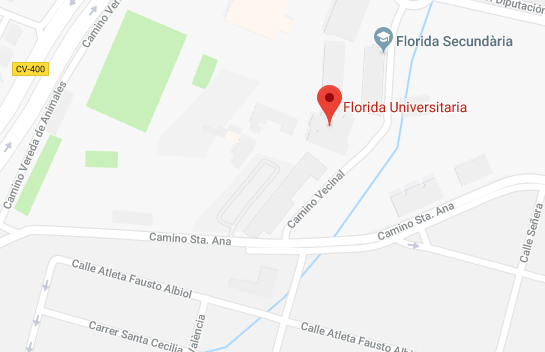 Diputación
Camino Ver
Florida Secundària
CV-400
Camino Vereda de Animales
Florida Universitaria
Camino Vecinal
Camino Sta. Ana
Camino Sta. Ana
Calle Señera
Calle Atleta Fausto Albiol
Carrer Santa Cecilia
València
Calle Atleta Fausto Albiol